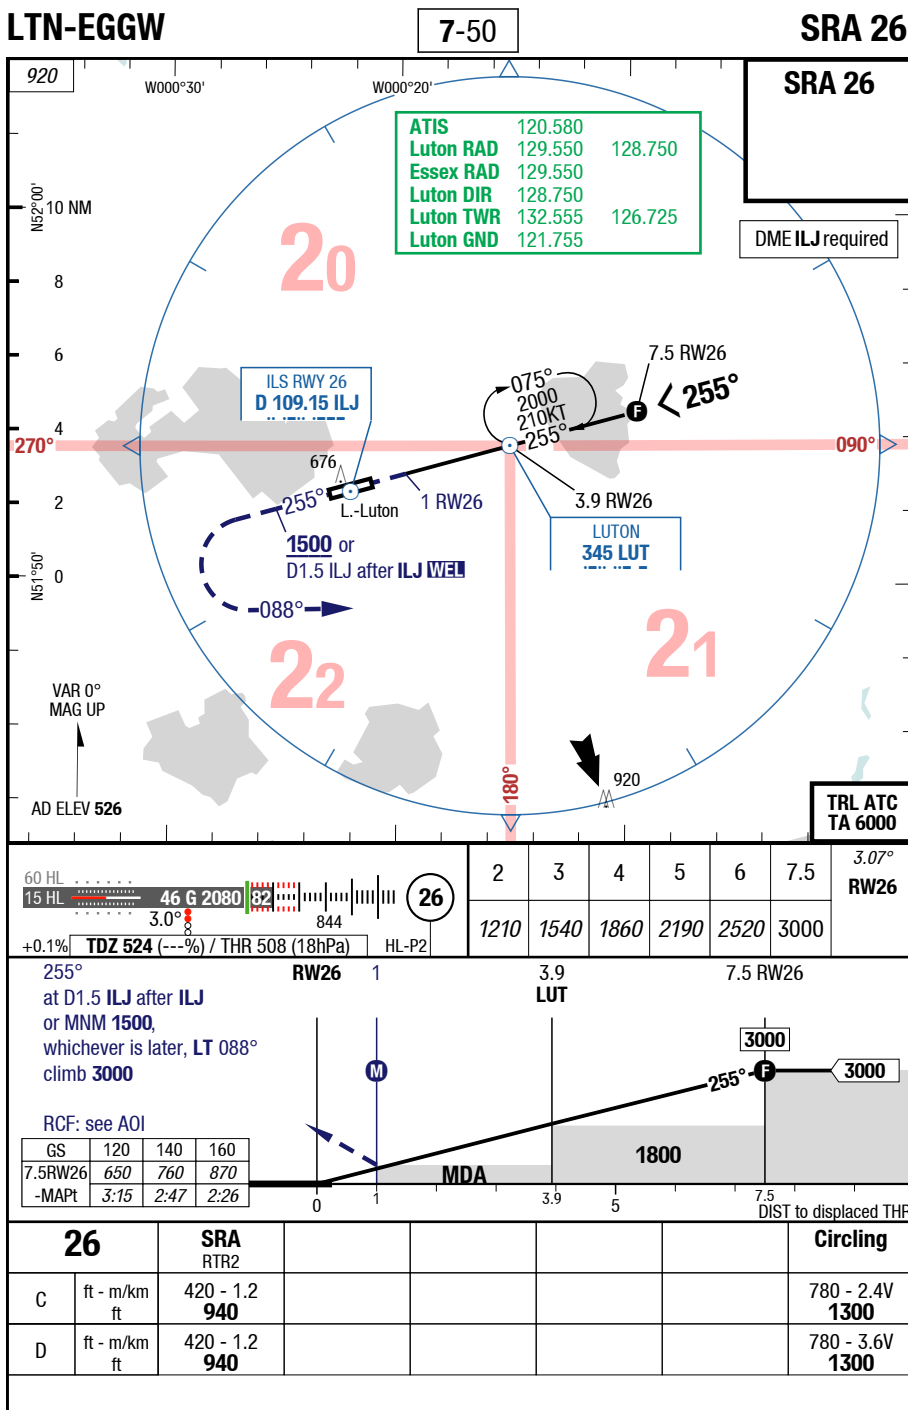 LTN-EGGW
7-50
SRA 26
920
W000°30'
W000°20'
SRA 26
ATIS 120.580
Luton RAD 129.550 128.750
Essex RAD 129.550
Luton DIR 128.750
Luton TWR 132.555 126.725
Luton GND 121.755
DME ILJ required
N52°00'
10 NM
8
6
4
2
0
N51°50'
20
7.5 RW26
075°
2000
210KT
255°
F
< 255°
ILS RWY 26
D 109.15 ILJ
270°
090°
676
255°
L.-Luton
1 RW26
3.9 RW26
1500 or
D1.5 ILJ after ILJ WEL
LUTON
345 LUT
088°
21
22
VAR 0°
MAG UP
180°
920
AD ELEV 526
TRL ATC
TA 6000
60 HL
15 HL
46 G 2080 82
3.0°
844
26
+0.1%
TDZ 524 (---%) / THR 508 (18hPa)
HL-P2
2 3 4 5 6 7.5 3.07°
RW26
1210 1540 1860 2190 2520 3000
255°
at D1.5 ILJ after ILJ
or MNM 1500,
whichever is later, LT 088°
climb 3000
RCF: see AOI
RW26 1 3.9 7.5 RW26
LUT
3000
M
255°
F
3000
1800
MDA
GS 120 140 160
7.5RW26 650 760 870
-MAPt 3:15 2:47 2:26
0 1 3.9 5 7.5
DIST to displaced THR
26 SRA Circling
RTR2
C ft - m/km 420 - 1.2 780 - 2.4V
ft 940 1300
D ft - m/km 420 - 1.2 780 - 3.6V
ft 940 1300